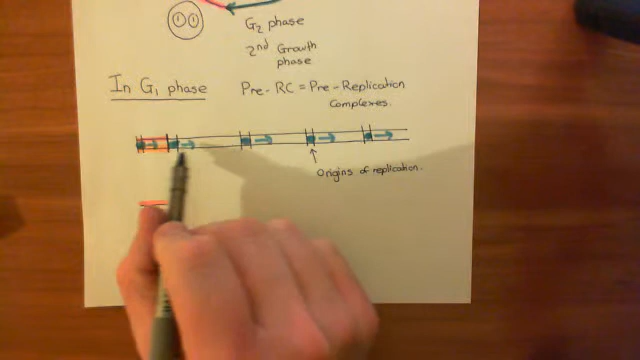 G₂ phase
2nd Growth
phase
In G₁ phase
Pre-RC = Pre-Replication
Complexes.
Origins of replication.